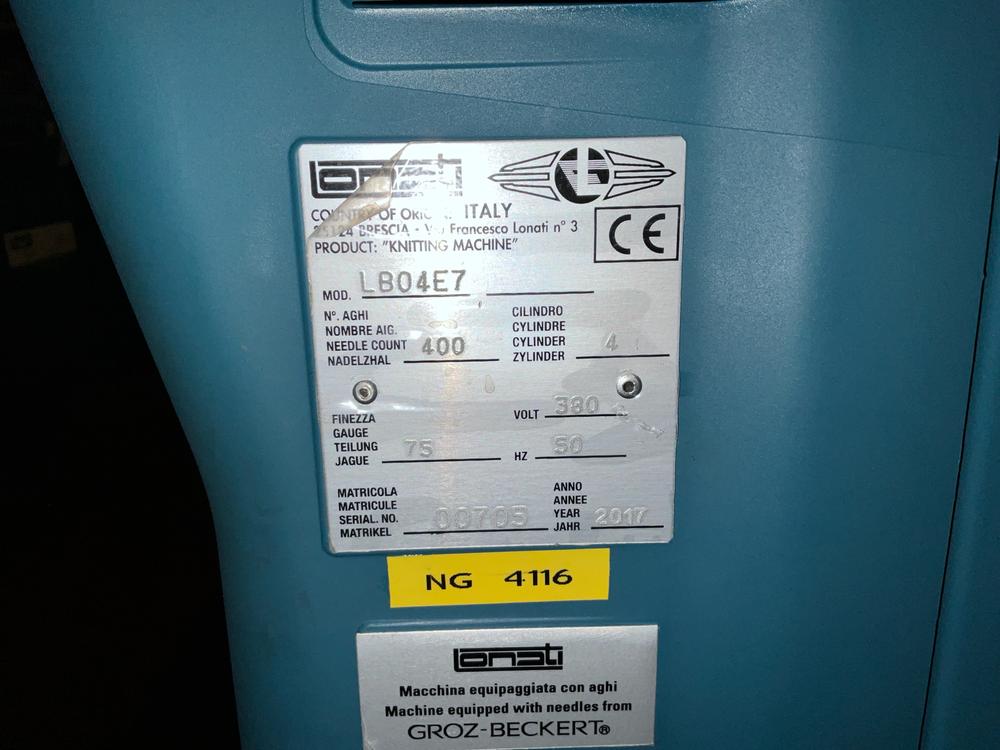 Lonati
COUNTRY OF ITALY
BRESCIA - Via Francesco Lonati n° 3
PRODUCT: "KNITTING MACHINE"
CE
MOD. LB04E7
N°. AGHI
NOMBRE AIG.
NEEDLE COUNT 400
NADELZHAL
CILINDRO
CYLINDRE
CYLINDER 4
ZYLINDER
FINEZZA
GAUGE
TEILUNG 75
JAGUE
VOLT 380
HZ 50
MATRICOLA
MATRICULE
SERIAL. NO. 00705
MATRIKEL
ANNO
ANNEE
YEAR 2017
JAHR
NG 4116
Lonati
Macchina equipaggiata con aghi
Machine equipped with needles from
GROZ-BECKERT®